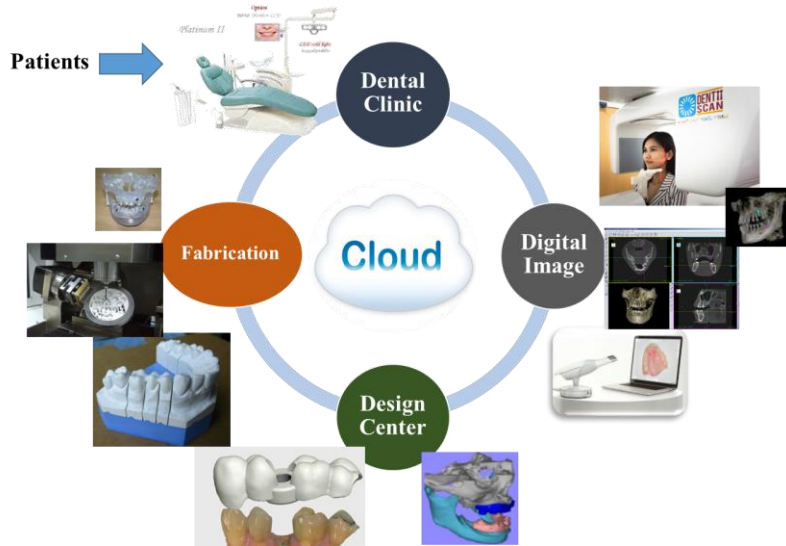 Platinum II
Option
Patients
Dental
Clinic
DENTII
SCAN
Fabrication
Cloud
Digital
Image
Design
Center